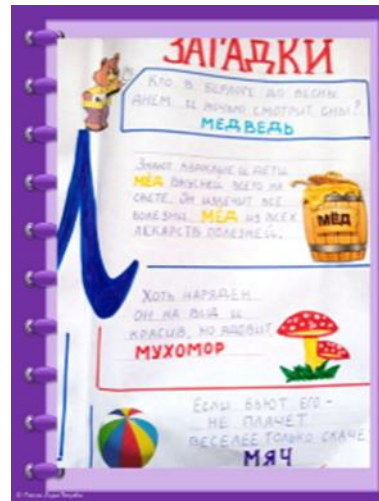 ЗАГАДКИ
Кто в берлоге до весны
днем и ночью смотрит сны?
МЕДВЕДЬ
Знают взрослые и дети
МЁД вкусней всего на
свете. Он излечит все
болезни. МЁД из всех
лекарств полезней.
МЁД
Хоть наряден
он на вид и
красив, но ядовит
МУХОМОР
Если бьют его -
не плачет
веселее только скаче
МЯЧ